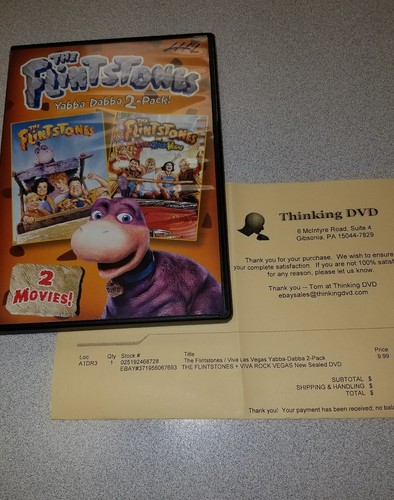 THE
FLINTSTONES
Yabba-Dabba 2-Pack!
THE
FLINTSTONES
THE
FLINTSTONES
2
MOVIES!
Thinking DVD
6 McIntyre Road, Suite 4
Gibsonia, PA 15044-7829
Thank you for your purchase. We wish to ensure
your complete satisfaction. If you are not 100% satisf
for any reason, please let us know.
Thank you -- Tom at Thinking DVD
ebaysales@thinkingdvd.com
Loc Qty Stock # Title Price
A1DR3 1 025192468728 The Flintstones / Viva Las Vegas Yabba-Dabba 2-Pack 9.99
EBAY#371956067693 THE FLINTSTONES + VIVA ROCK VEGAS New Sealed DVD
SUBTOTAL $
SHIPPING & HANDLING $
TOTAL $
Thank you! Your payment has been received; no bala